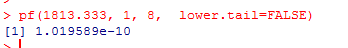 > pf(1813.333, 1, 8,  lower.tail=FALSE)
[1] 1.019589e-10
>